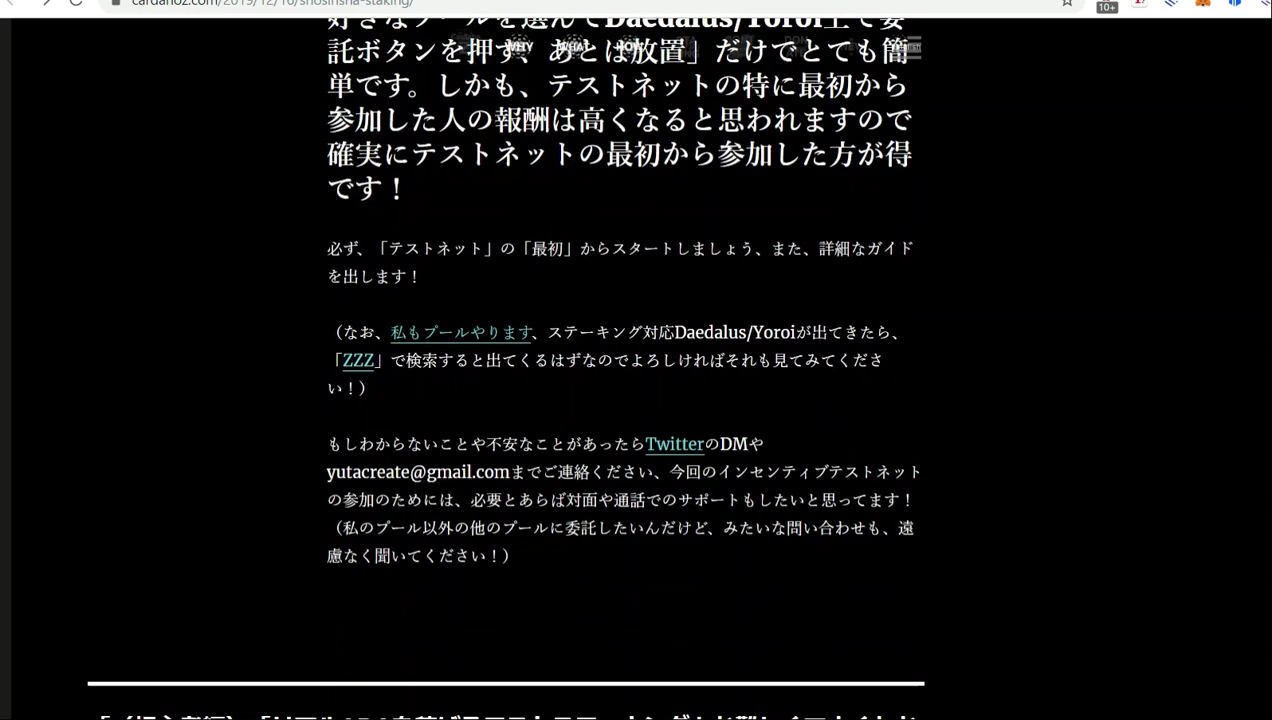 cardanoz.com/2019/12/16/shosinsha-staking/
10+
好きなプールを選んでDaedalus/Yoroi上で委
WHY WHAT HOW
託ボタンを押す、あとは放置」だけでとても簡
単です。しかも、テストネットの特に最初から
参加した人の報酬は高くなると思われますので
確実にテストネットの最初から参加した方が得
です！
必ず、「テストネット」の「最初」からスタートしましょう、また、詳細なガイド
を出します！
（なお、私もプールやります、ステーキング対応Daedalus/Yoroiが出てきたら、
「ZZZ」で検索すると出てくるはずなのでよろしければそれも見てみてくださ
い！）
もしわからないことや不安なことがあったらTwitterのDMや
yutacreate@gmail.comまでご連絡ください、今回のインセンティブテストネット
の参加のためには、必要とあらば対面や通話でのサポートもしたいと思ってます！
（私のプール以外の他のプールに委託したいんだけど、みたいな問い合わせも、遠
慮なく聞いてください！）